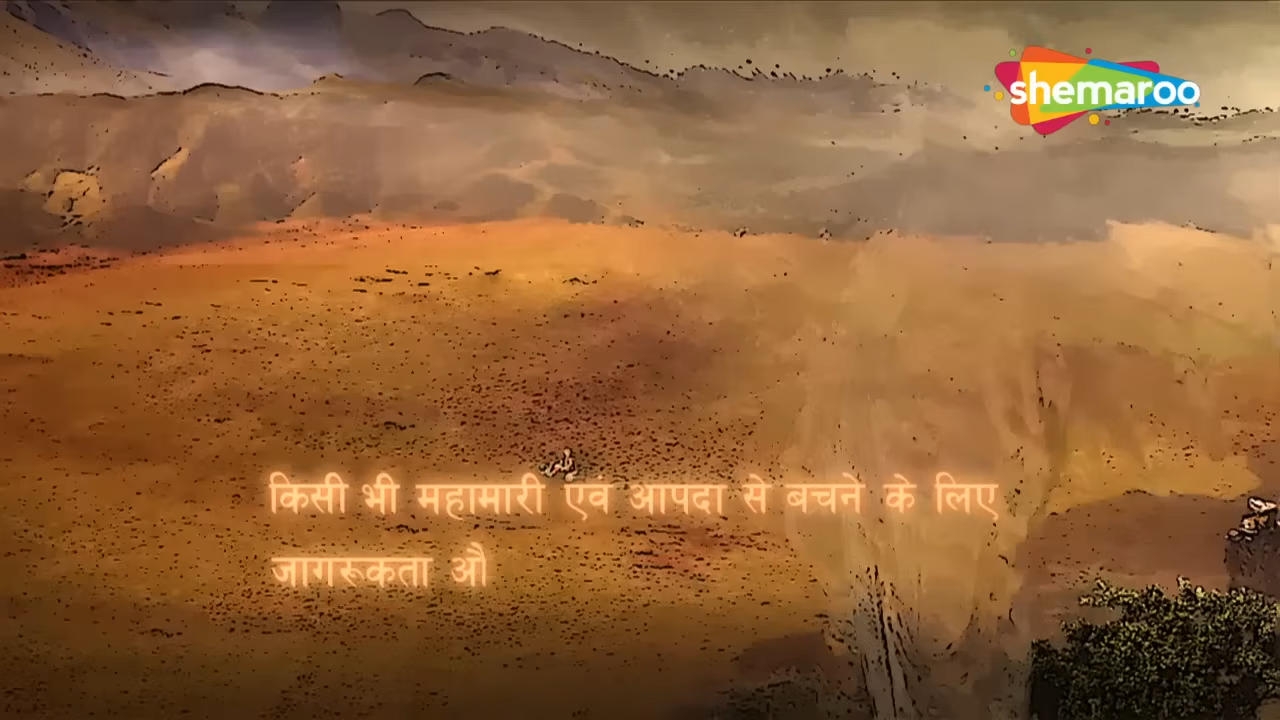 shemaroo
किसी भी महामारी एवं आपदा से बचने के लिए
जागरूकता औ